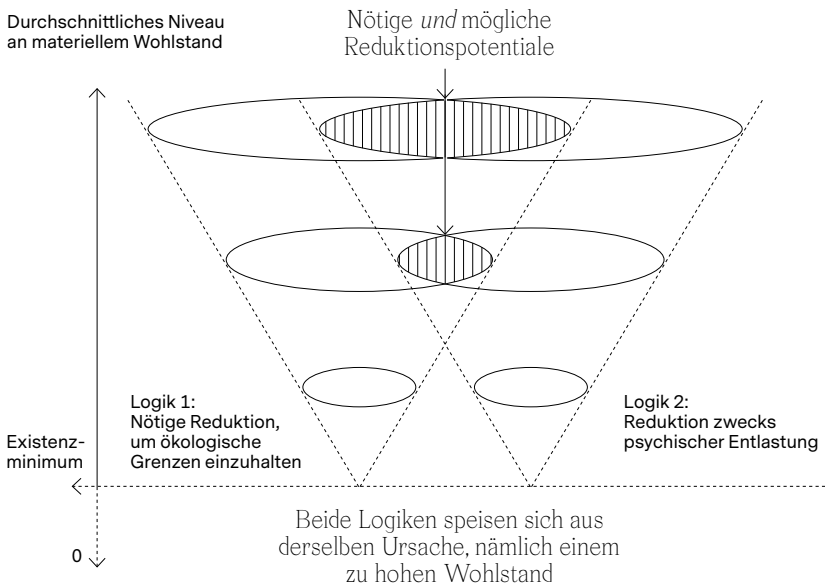 Durchschnittliches Niveau
an materiellem Wohlstand
Nötige und mögliche
Reduktionspotentiale
Logik 1:
Nötige Reduktion,
um ökologische
Grenzen einzuhalten
Logik 2:
Reduktion zwecks
psychischer Entlastung
Existenz-
minimum
0
Beide Logiken speisen sich aus
derselben Ursache, nämlich einem
zu hohen Wohlstand